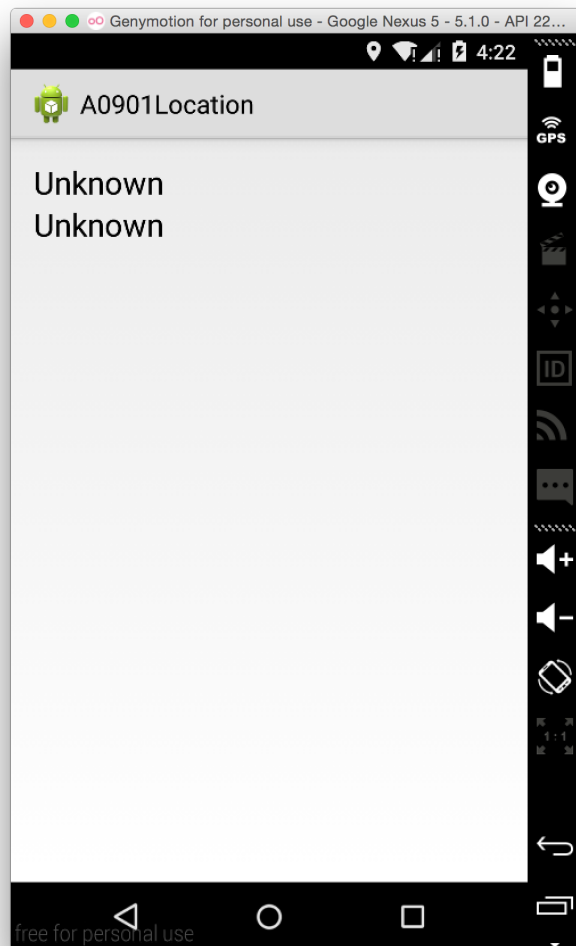 Genymotion for personal use - Google Nexus 5 - 5.1.0 - API 22...
4:22
A0901Location
GPS
Unknown
Unknown
ID
1:1
free for personal use